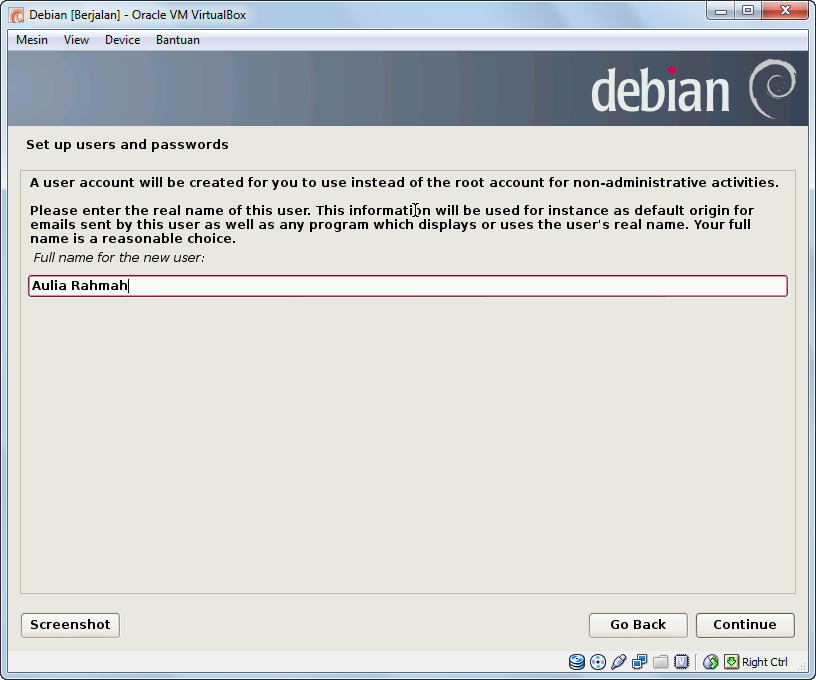 Debian [Berjalan] - Oracle VM VirtualBox
Mesin View Device Bantuan
debian
Set up users and passwords
A user account will be created for you to use instead of the root account for non-administrative activities.
Please enter the real name of this user. This information will be used for instance as default origin for
emails sent by this user as well as any program which displays or uses the user's real name. Your full
name is a reasonable choice.
Full name for the new user:
Aulia Rahmah
Screenshot Go Back Continue
Right Ctrl